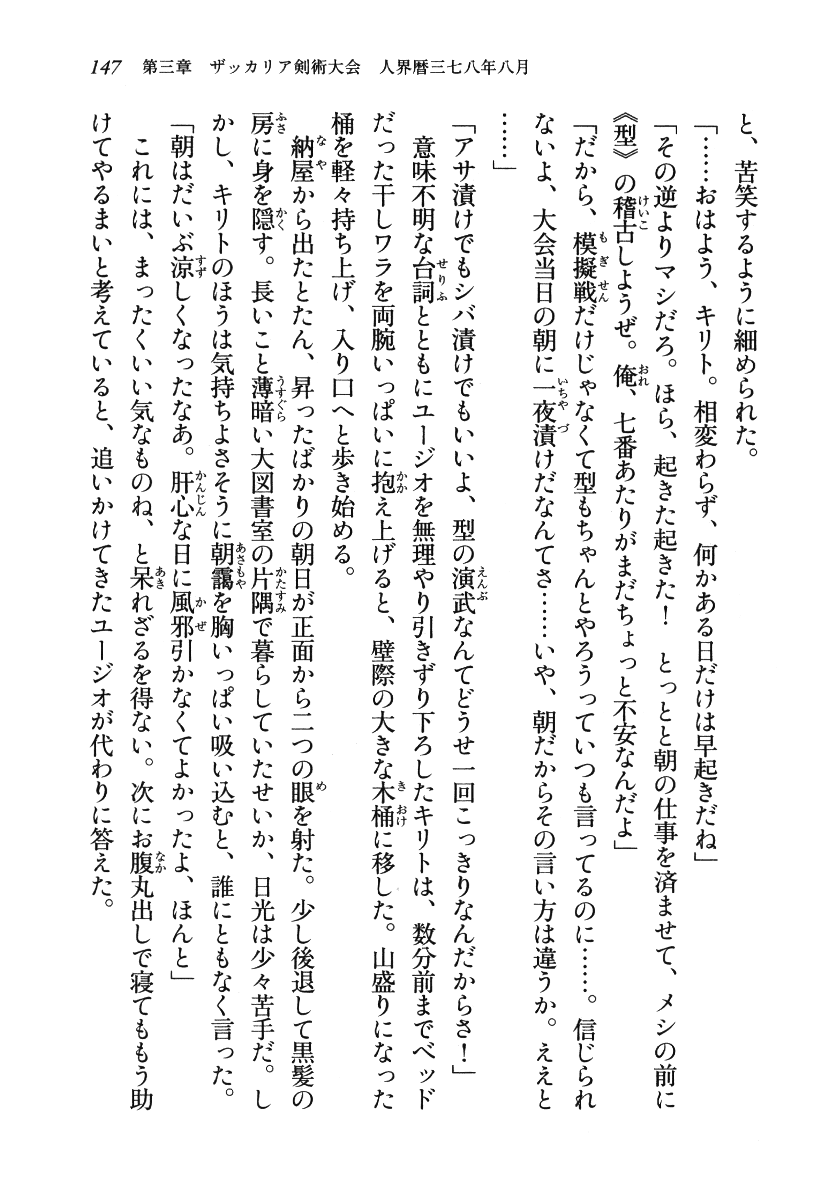 147　第三章　ザッカリア剣術大会　人界暦三七八年八月
と、苦笑するように細められた。
「……おはよう、キリト。相変わらず、何かある日だけは早起きだね」
「その逆よりマシだろ。ほら、起きた起きた！　とっとと朝の仕事を済ませて、メシの前に
《型》の稽古しようぜ。俺、七番あたりがまだちょっと不安なんだよ」
「だから、模擬戦だけじゃなくて型もちゃんとやろうっていつも言ってるのに……。信じられ
ないよ、大会当日の朝に一夜漬けだなんてさ……いや、朝だからその言い方は違うか。ええと
……」
「アサ漬けでもシバ漬けでもいいよ、型の演武なんてどうせ一回こっきりなんだからさ！」
　意味不明な台詞とともにユージオを無理やり引きずり下ろしたキリトは、数分前までベッド
だった干しワラを両腕いっぱいに抱え上げると、壁際の大きな木桶に移した。山盛りになった
桶を軽々持ち上げ、入り口へと歩き始める。
　納屋から出たとたん、昇ったばかりの朝日が正面から二つの眼を射た。少し後退して黒髪の
房に身を隠す。長いこと薄暗い大図書室の片隅で暮らしていたせいか、日光は少々苦手だ。し
かし、キリトのほうは気持ちよさそうに朝靄を胸いっぱい吸い込むと、誰にともなく言った。
「朝はだいぶ涼しくなったなあ。肝心な日に風邪引かなくてよかったよ、ほんと」
　これには、まったくいい気なものね、と呆れざるを得ない。次にお腹丸出しで寝てももう助
けてやるまいと考えていると、追いかけてきたユージオが代わりに答えた。